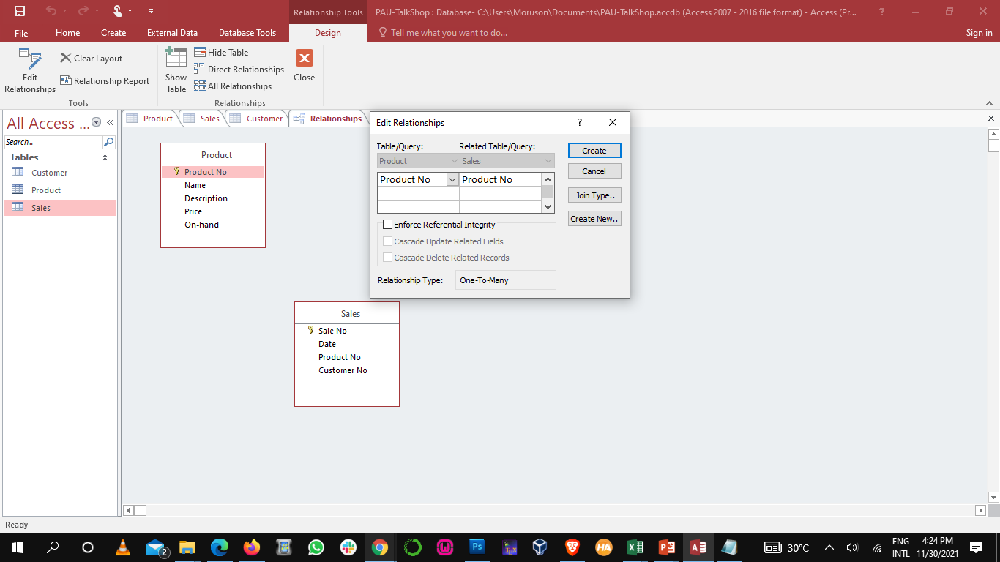 Relationship Tools
PAU-TalkShop : Database- C:\Users\Moruson\Documents\PAU-TalkShop.accdb (Access 2007 - 2016 file format) - Access (Pr...
?
File
Home
Create
External Data
Database Tools
Design
Tell me what you want to do...
Sign in
Edit
Relationships
Clear Layout
Relationship Report
Tools
Show
Table
Hide Table
Direct Relationships
All Relationships
Relationships
Close
All Access ...
Search...
Tables
Customer
Product
Sales
Product
Sales
Customer
Relationships
Product
Product No
Name
Description
Price
On-hand
Sales
Sale No
Date
Product No
Customer No
Edit Relationships
?
Table/Query:
Related Table/Query:
Product
Sales
Product No
Product No
Create
Cancel
Join Type..
Create New..
Enforce Referential Integrity
Cascade Update Related Fields
Cascade Delete Related Records
Relationship Type:
One-To-Many
Ready
2
Ps
HA
30°C
ENG
INTL
4:24 PM
11/30/2021